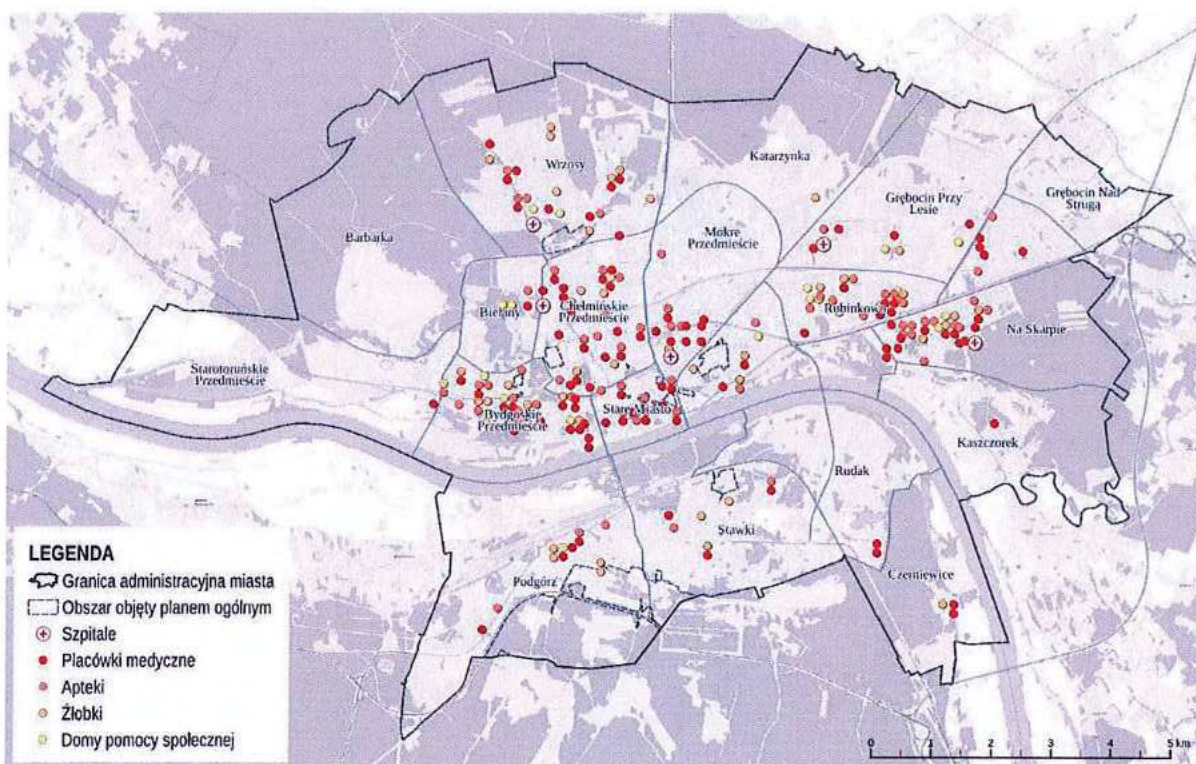 Wrzosy
Katarzynka
Grębocin Przy
Lesie
Grębocin Nad
Strugą
Barbarka
Mokre
Przedmieście
Bielany
Chełmińskie
Przedmieście
Rubinkowo
Na Skarpie
Starotoruńskie
Przedmieście
Bydgoskie
Przedmieście
Stare Miasto
Kaszczorek
Rudak
Stawki
Czerniewice
Podgórz
LEGENDA
Granica administracyjna miasta
Obszar objęty planem ogólnym
Szpitale
Placówki medyczne
Apteki
Żłobki
Domy pomocy społecznej
0 1 2 3 4 5 km